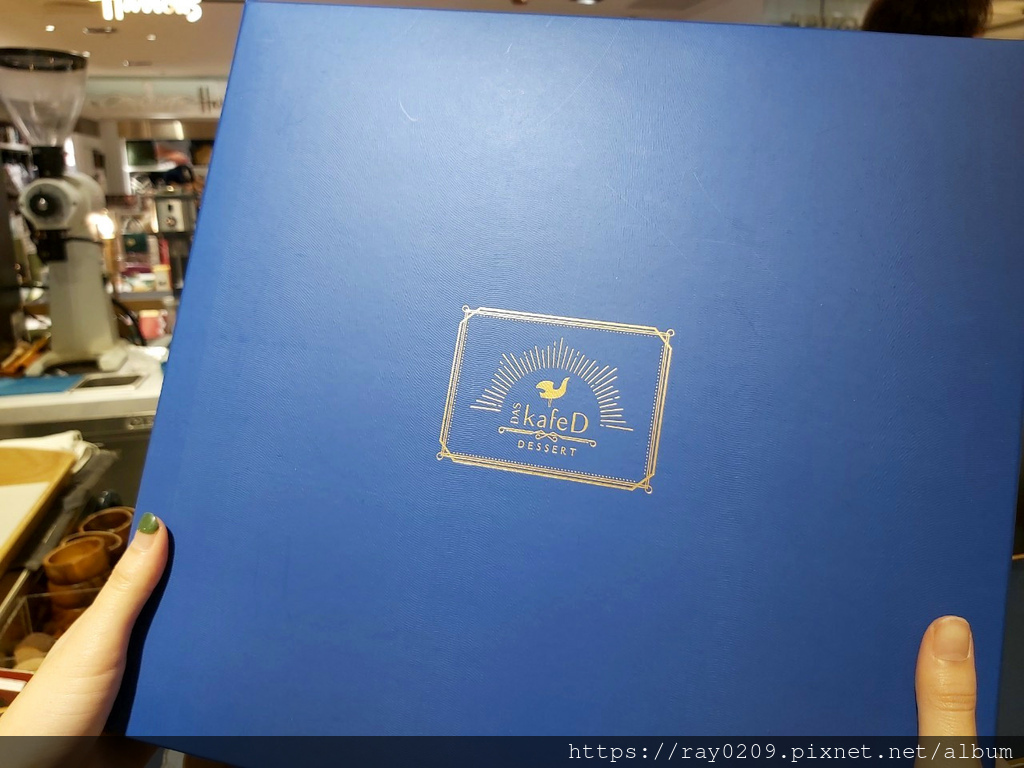 DAS
kafeD
DESSERT
https://ray0209.pixnet.net/album